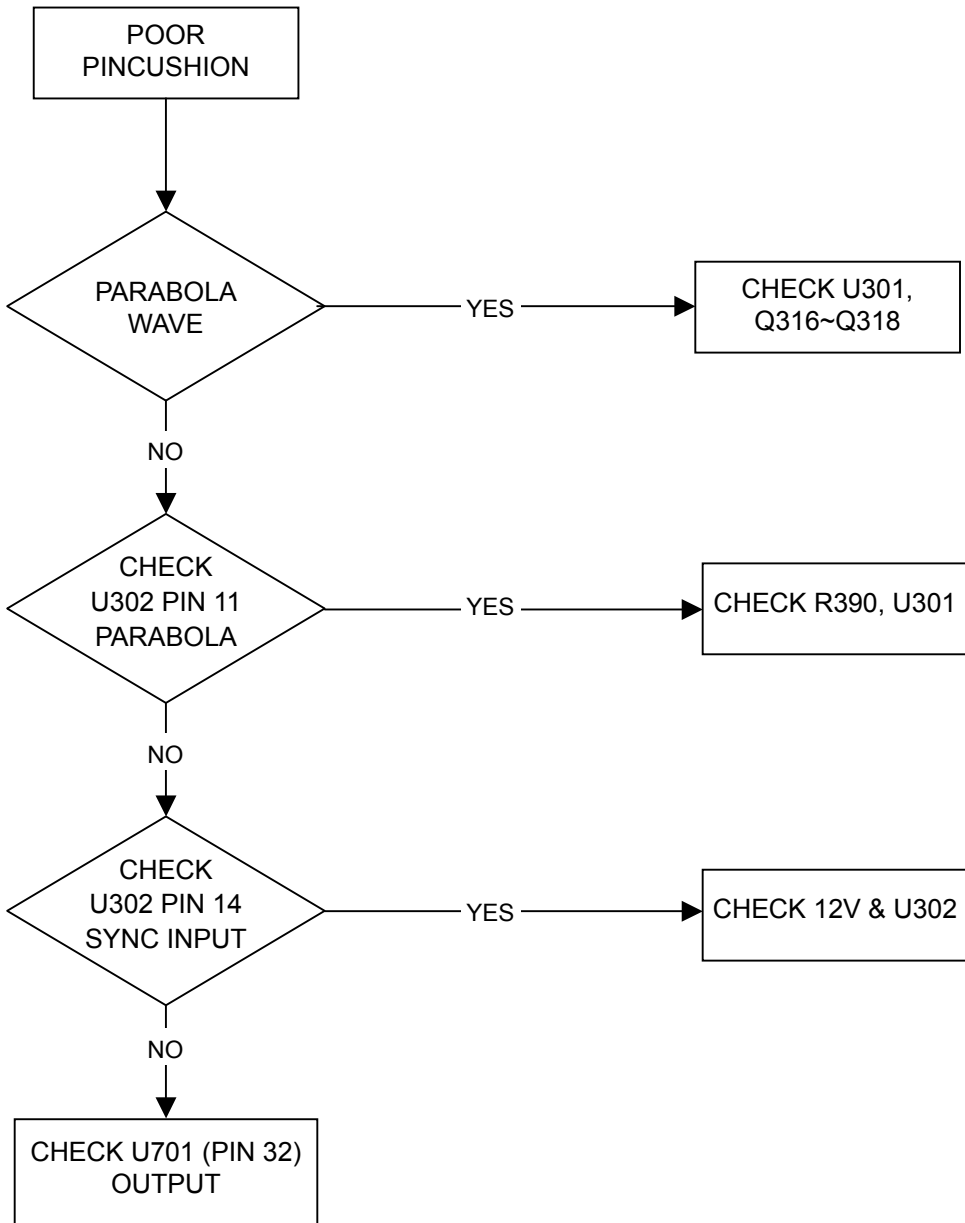 POOR
PINCUSHION
PARABOLA
WAVE
YES
CHECK U301,
Q316~Q318
NO
CHECK
U302 PIN 11
PARABOLA
YES
CHECK R390, U301
NO
CHECK
U302 PIN 14
SYNC INPUT
YES
CHECK 12V & U302
NO
CHECK U701 (PIN 32)
OUTPUT